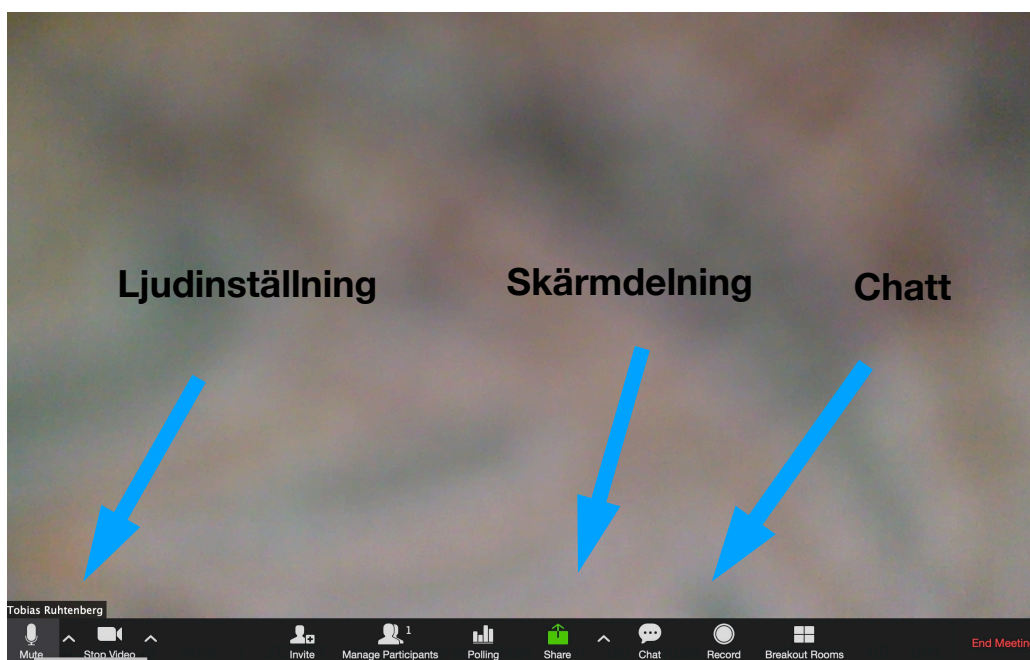 Ljudinställning
Skärmdelning
Chatt
Tobias Ruhtenberg
Mute
Stop Video
Invite
Manage Participants
1
Polling
Share
Chat
Record
Breakout Rooms
End Meeting